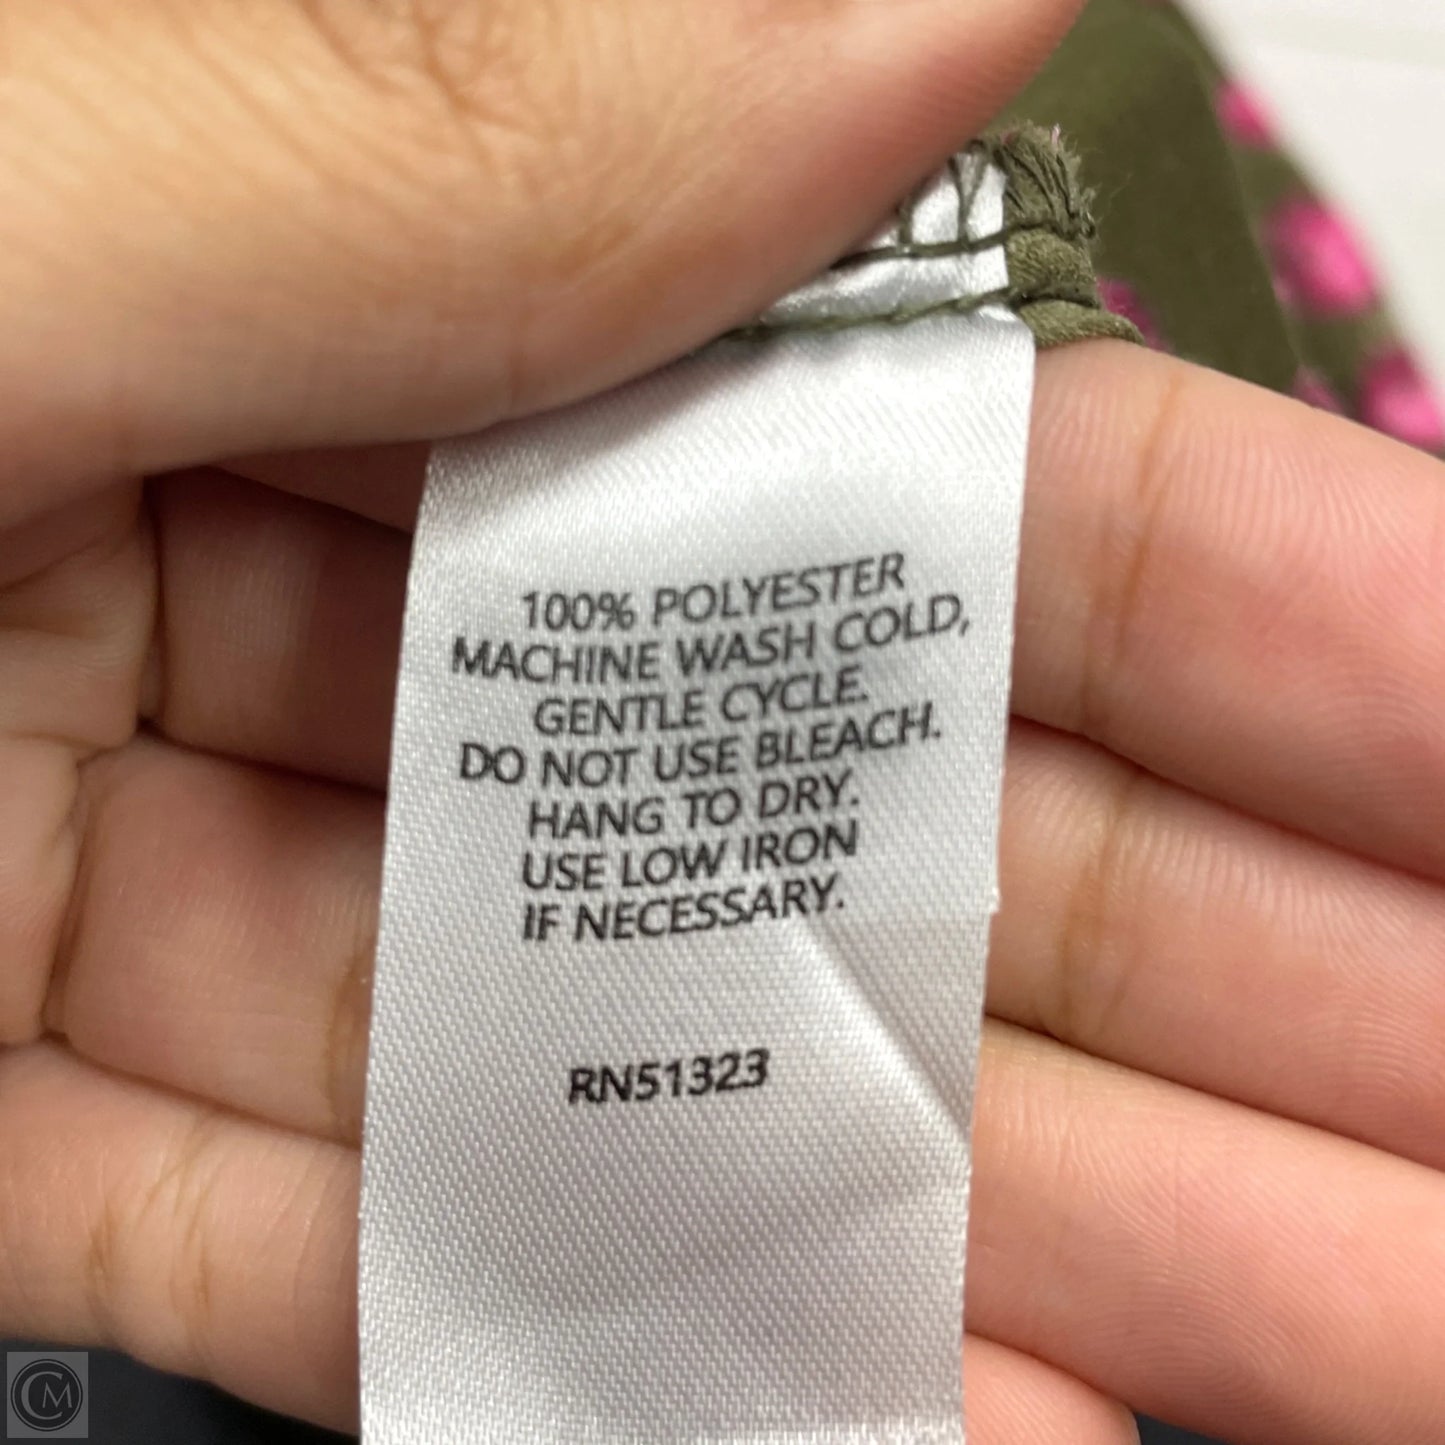 100% POLYESTER
MACHINE WASH COLD,
GENTLE CYCLE.
DO NOT USE BLEACH.
HANG TO DRY.
USE LOW IRON
IF NECESSARY.
RN51323
CM